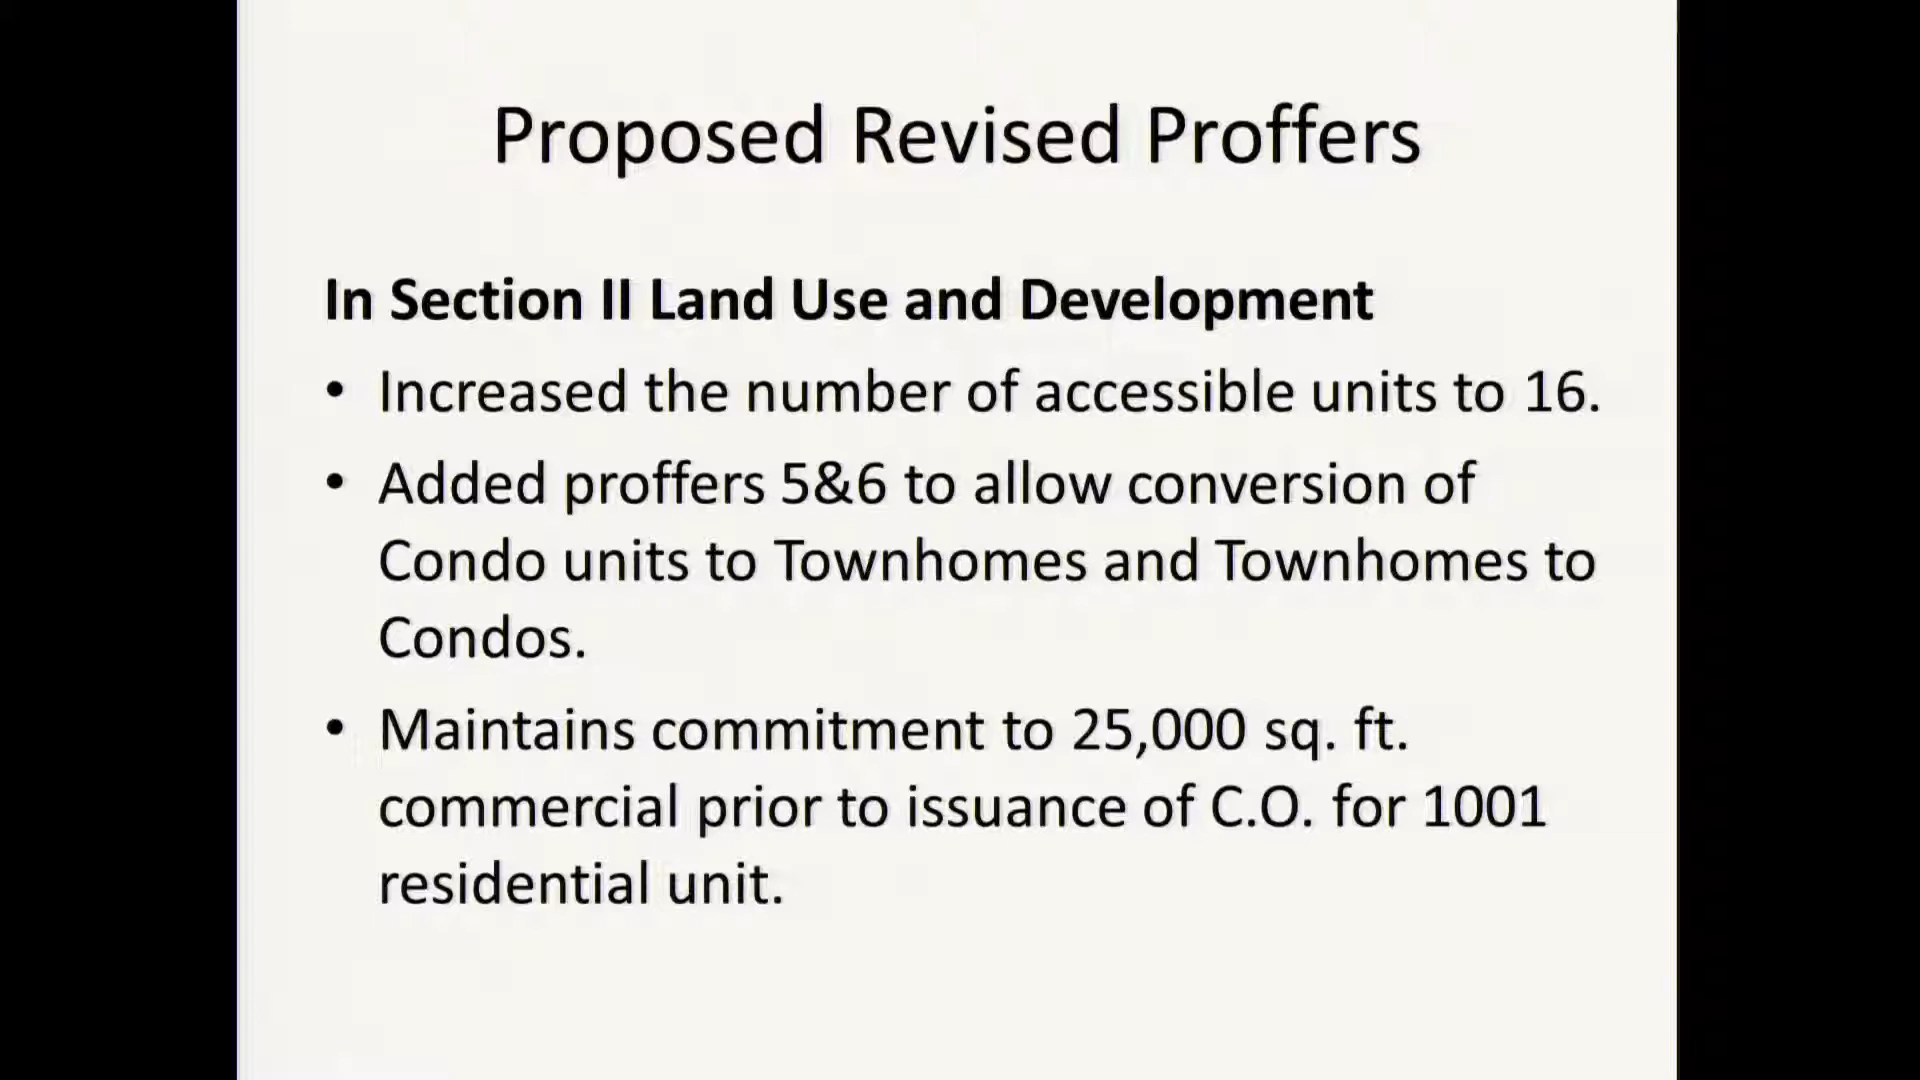 Proposed Revised Proffers
In Section II Land Use and Development
• Increased the number of accessible units to 16.
• Added proffers 5&6 to allow conversion of
Condo units to Townhomes and Townhomes to
Condos.
• Maintains commitment to 25,000 sq. ft.
commercial prior to issuance of C.O. for 1001
residential unit.